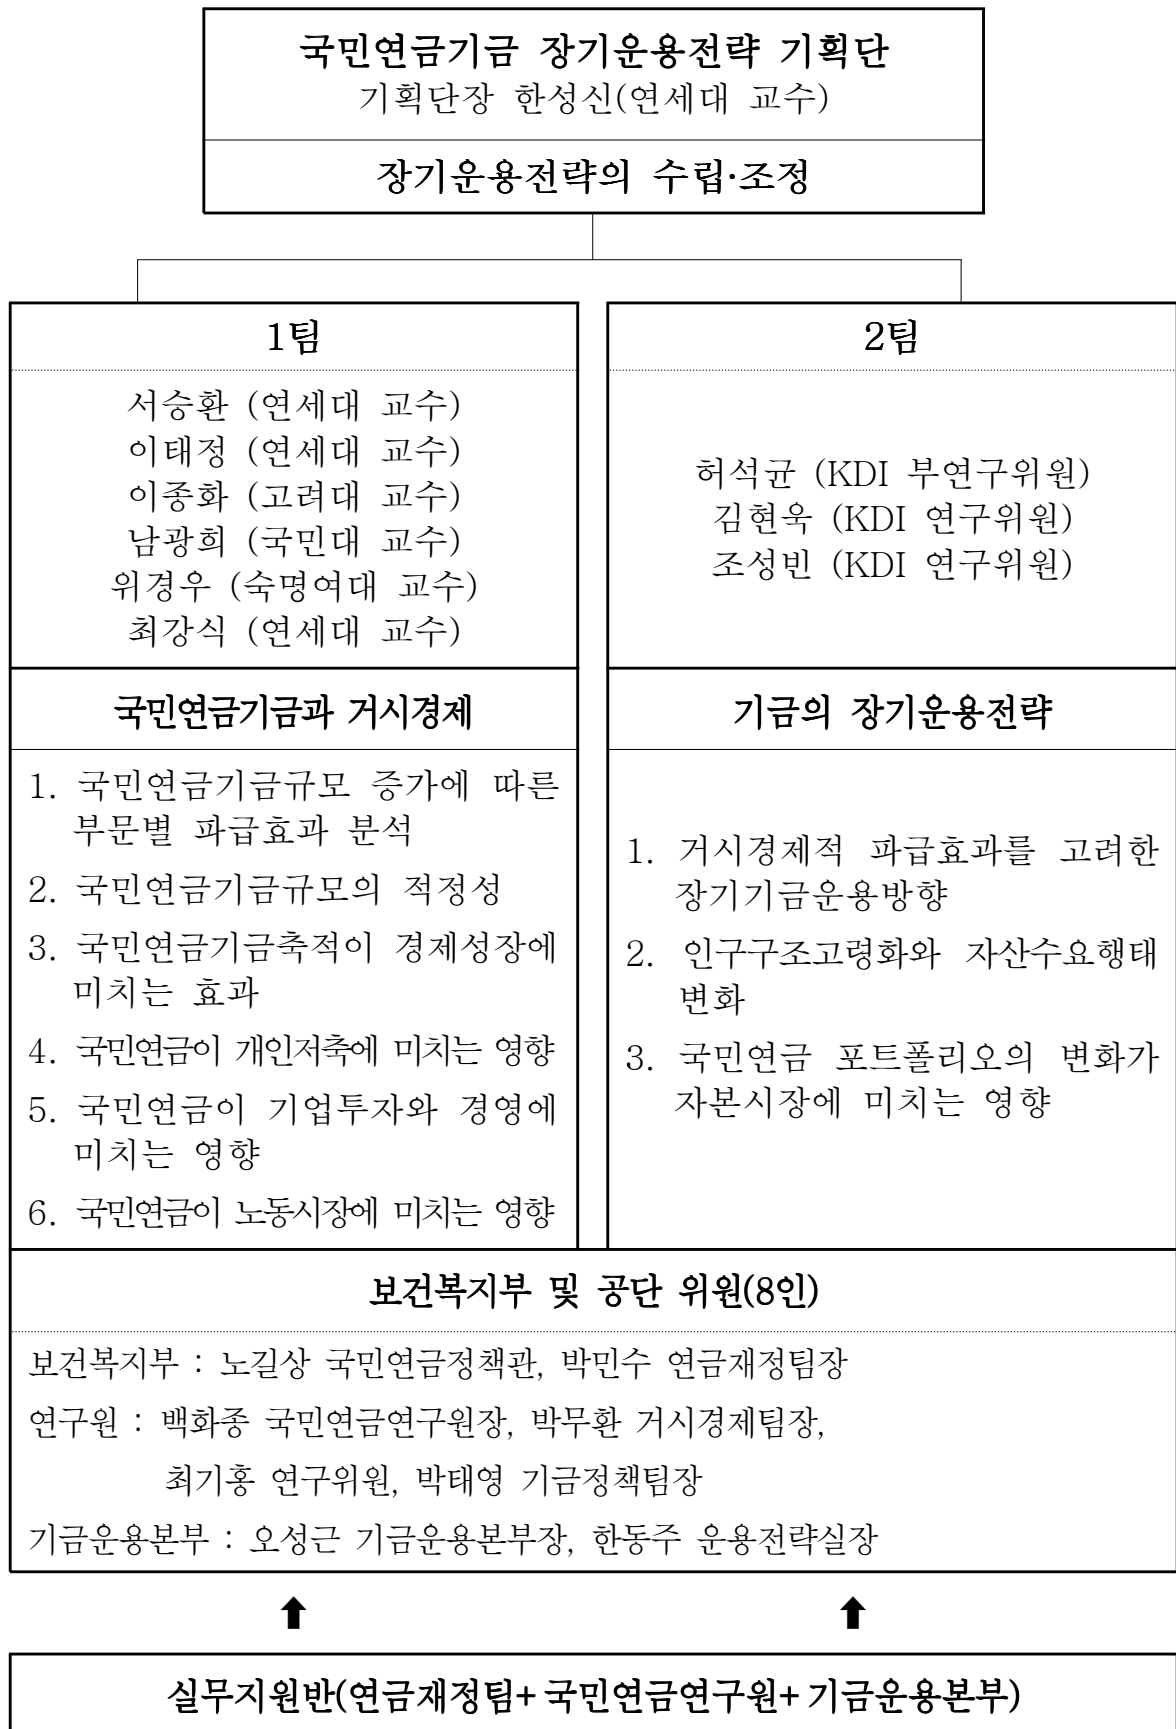 국민연금기금 장기운용전략 기획단
기획단장 한성신(연세대 교수)
장기운용전략의 수립·조정
1팀
서승환 (연세대 교수)
이태정 (연세대 교수)
이종화 (고려대 교수)
남광희 (국민대 교수)
위경우 (숙명여대 교수)
최강식 (연세대 교수)
국민연금기금과 거시경제
1. 국민연금기금규모 증가에 따른
부문별 파급효과 분석
2. 국민연금기금규모의 적정성
3. 국민연금기금축적이 경제성장에
미치는 효과
4. 국민연금이 개인저축에 미치는 영향
5. 국민연금이 기업투자와 경영에
미치는 영향
6. 국민연금이 노동시장에 미치는 영향
2팀
허석균 (KDI 부연구위원)
김현욱 (KDI 연구위원)
조성빈 (KDI 연구위원)
기금의 장기운용전략
1. 거시경제적 파급효과를 고려한
장기기금운용방향
2. 인구구조고령화와 자산수요행태
변화
3. 국민연금 포트폴리오의 변화가
자본시장에 미치는 영향
보건복지부 및 공단 위원(8인)
보건복지부 : 노길상 국민연금정책관, 박민수 연금재정팀장
연구원 : 백화종 국민연금연구원장, 박무환 거시경제팀장,
최기홍 연구위원, 박태영 기금정책팀장
기금운용본부 : 오성근 기금운용본부장, 한동주 운용전략실장
실무지원반(연금재정팀+국민연금연구원+기금운용본부)